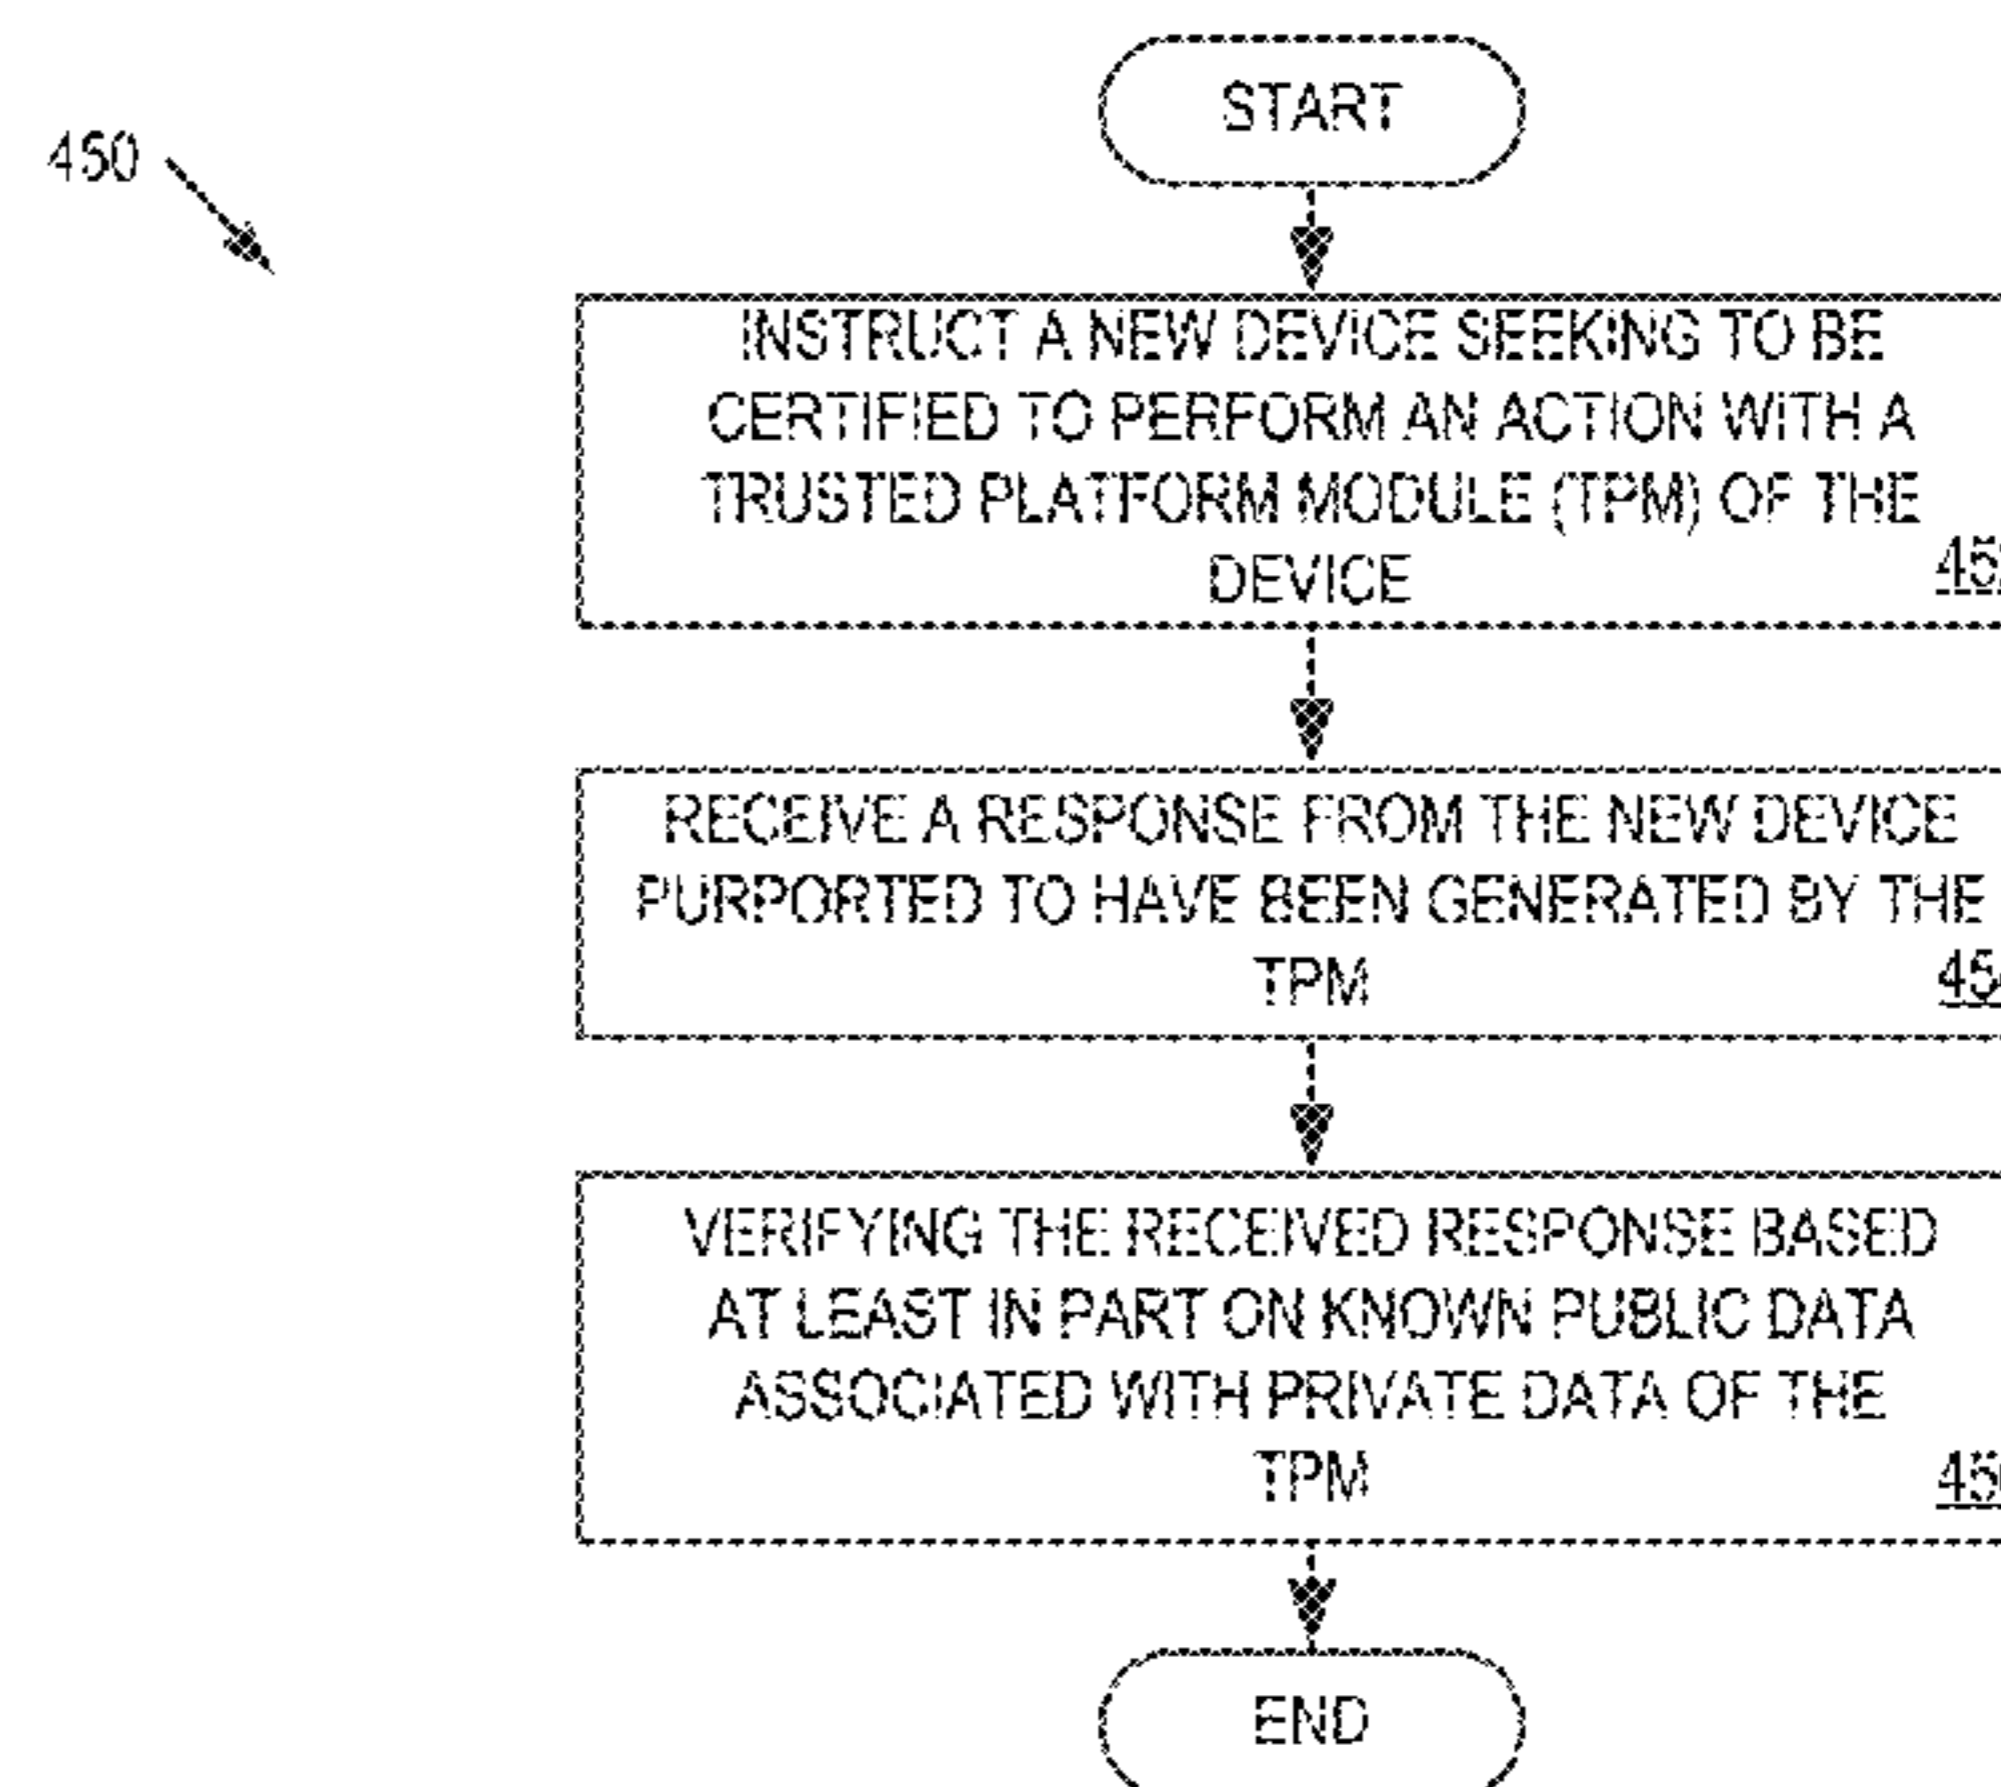 START
450
INSTRUCT A NEW DEVICE SEEKING TO BE
CERTIFIED TO PERFORM AN ACTION WITH A
TRUSTED PLATFORM MODULE (TPM) OF THE
DEVICE
RECEIVE A RESPONSE FROM THE NEW DEVICE
PURPORTED TO HAVE BEEN GENERATED BY THE
TPM
VERIFYING THE RECEIVED RESPONSE BASED
AT LEAST IN PART ON KNOWN PUBLIC DATA
ASSOCIATED WITH PRIVATE DATA OF THE
TPM
END